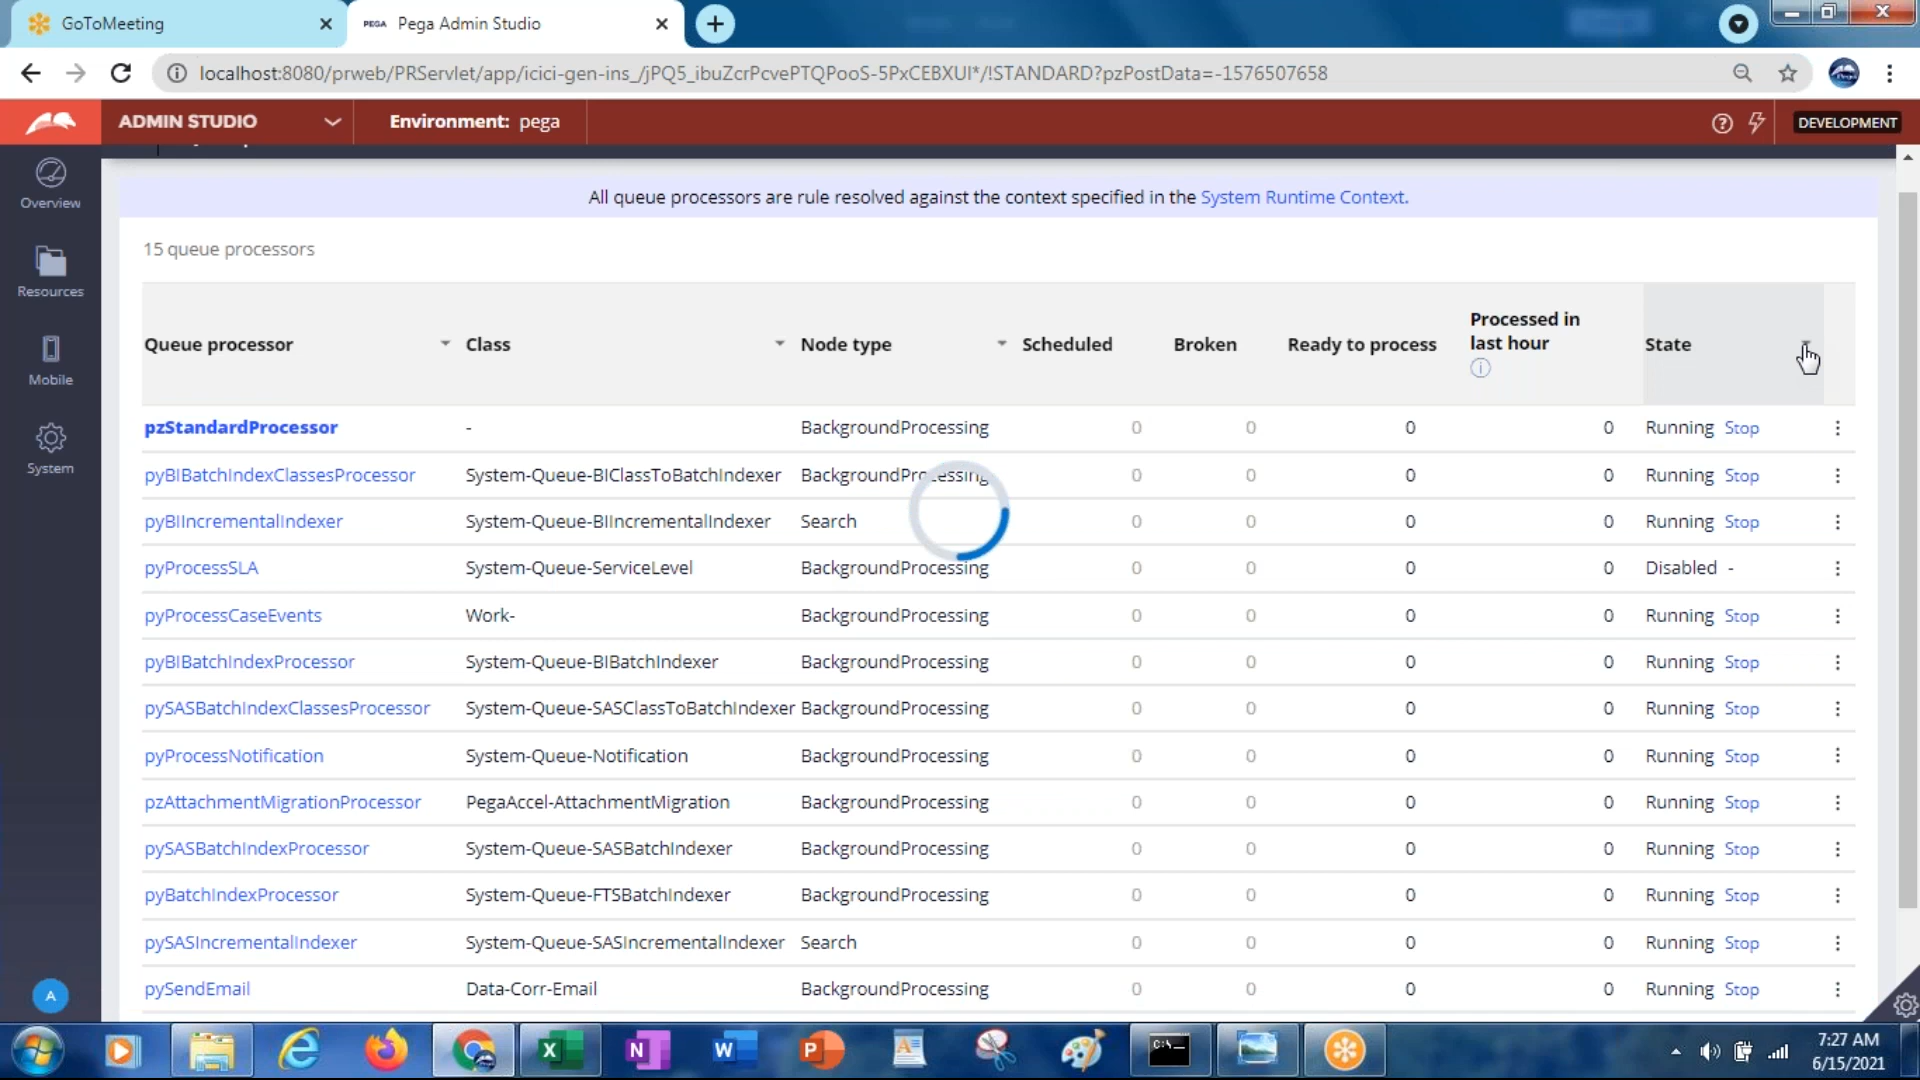 GoToMeeting
PEGA Pega Admin Studio
localhost:8080/prweb/PRServlet/app/icici-gen-ins_/jPQ5_ibuZcrPcvePTQPooS-5PxCEBXUI*/!STANDARD?pzPostData=-1576507658
ADMIN STUDIO
Environment: pega
DEVELOPMENT
Overview
Resources
Mobile
System
A
All queue processors are rule resolved against the context specified in the System Runtime Context.
15 queue processors
Queue processor Class Node type Scheduled Broken Ready to process Processed in last hour State
pzStandardProcessor - BackgroundProcessing 0 0 0 0 Running Stop
pyBIBatchIndexClassesProcessor System-Queue-BIClassToBatchIndexer BackgroundProcessing 0 0 0 0 Running Stop
pyBIIncrementalIndexer System-Queue-BIIncrementalIndexer Search 0 0 0 0 Running Stop
pyProcessSLA System-Queue-ServiceLevel BackgroundProcessing 0 0 0 0 Disabled -
pyProcessCaseEvents Work- BackgroundProcessing 0 0 0 0 Running Stop
pyBIBatchIndexProcessor System-Queue-BIBatchIndexer BackgroundProcessing 0 0 0 0 Running Stop
pySASBatchIndexClassesProcessor System-Queue-SASClassToBatchIndexer BackgroundProcessing 0 0 0 0 Running Stop
pyProcessNotification System-Queue-Notification BackgroundProcessing 0 0 0 0 Running Stop
pzAttachmentMigrationProcessor PegaAccel-AttachmentMigration BackgroundProcessing 0 0 0 0 Running Stop
pySASBatchIndexProcessor System-Queue-SASBatchIndexer BackgroundProcessing 0 0 0 0 Running Stop
pyBatchIndexProcessor System-Queue-FTSBatchIndexer BackgroundProcessing 0 0 0 0 Running Stop
pySASIncrementalIndexer System-Queue-SASIncrementalIndexer Search 0 0 0 0 Running Stop
pySendEmail Data-Corr-Email BackgroundProcessing 0 0 0 0 Running Stop
7:27 AM
6/15/2021